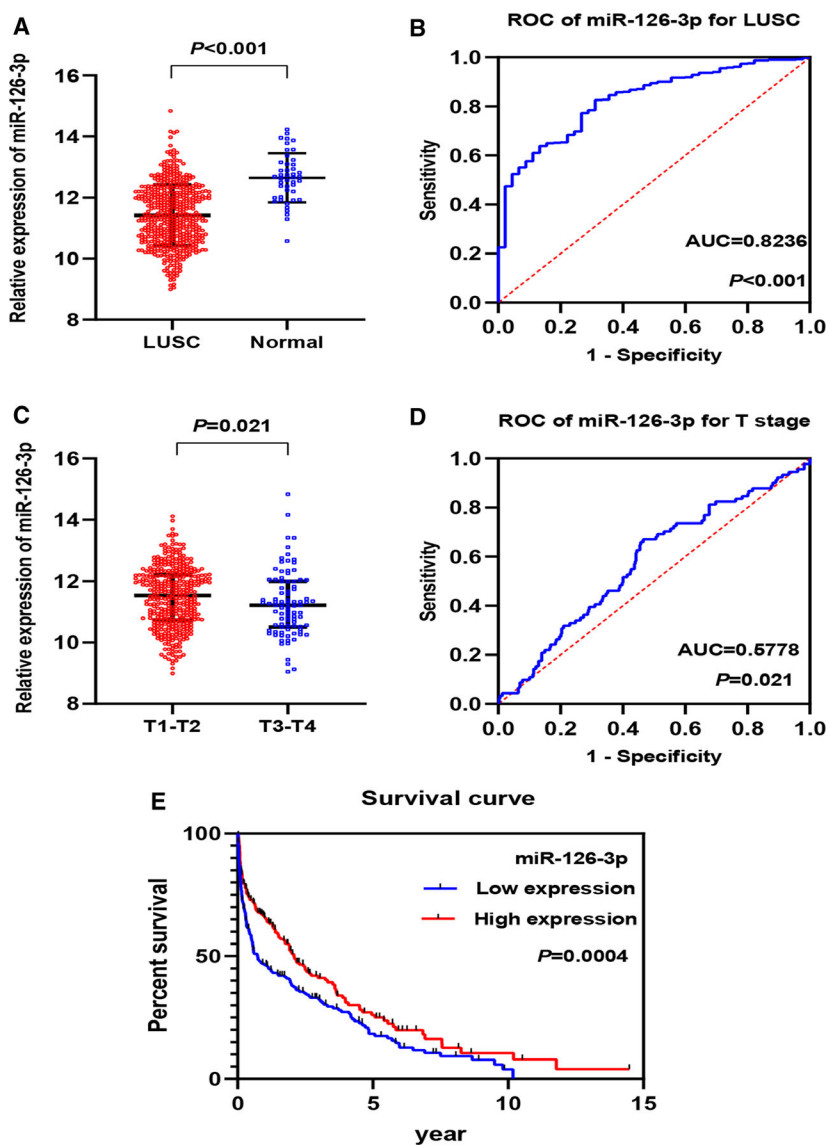 A
P<0.001
Relative expression of miR-126-3p
16
14
12
10
8
LUSC Normal
B
ROC of miR-126-3p for LUSC
Sensitivity
1.0
0.8
0.6
0.4
0.2
0.0
AUC=0.8236
P<0.001
0.0 0.2 0.4 0.6 0.8 1.0
1 - Specificity
C
P=0.021
Relative expression of miR-126-3p
16
14
12
10
8
T1-T2 T3-T4
D
ROC of miR-126-3p for T stage
Sensitivity
1.0
0.8
0.6
0.4
0.2
0.0
AUC=0.5778
P=0.021
0.0 0.2 0.4 0.6 0.8 1.0
1 - Specificity
E
Survival curve
Percent survival
100
50
0
miR-126-3p
Low expression
High expression
P=0.0004
0 5 10 15
year